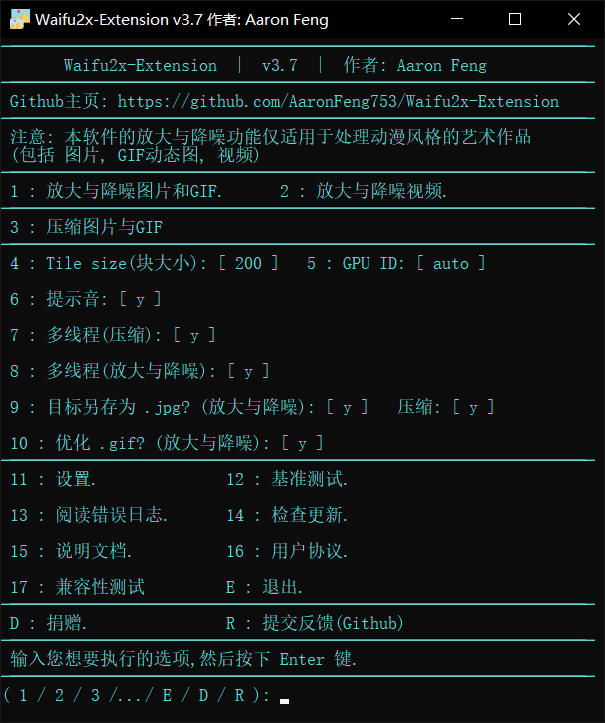 Waifu2x-Extension v3.7 作者: Aaron Feng
Waifu2x-Extension | v3.7 | 作者: Aaron Feng
Github主页: https://github.com/AaronFeng753/Waifu2x-Extension
注意: 本软件的放大与降噪功能仅适用于处理动漫风格的艺术作品
(包括 图片, GIF动态图, 视频)
1 : 放大与降噪图片和GIF. 2 : 放大与降噪视频.
3 : 压缩图片与GIF
4 : Tile size(块大小): [ 200 ] 5 : GPU ID: [ auto ]
6 : 提示音: [ y ]
7 : 多线程(压缩): [ y ]
8 : 多线程(放大与降噪): [ y ]
9 : 目标另存为 .jpg? (放大与降噪): [ y ] 压缩: [ y ]
10 : 优化 .gif? (放大与降噪): [ y ]
11 : 设置. 12 : 基准测试.
13 : 阅读错误日志. 14 : 检查更新.
15 : 说明文档. 16 : 用户协议.
17 : 兼容性测试 E : 退出.
D : 捐赠. R : 提交反馈(Github)
输入您想要执行的选项,然后按下 Enter 键.
( 1 / 2 / 3 /.../ E / D / R ):